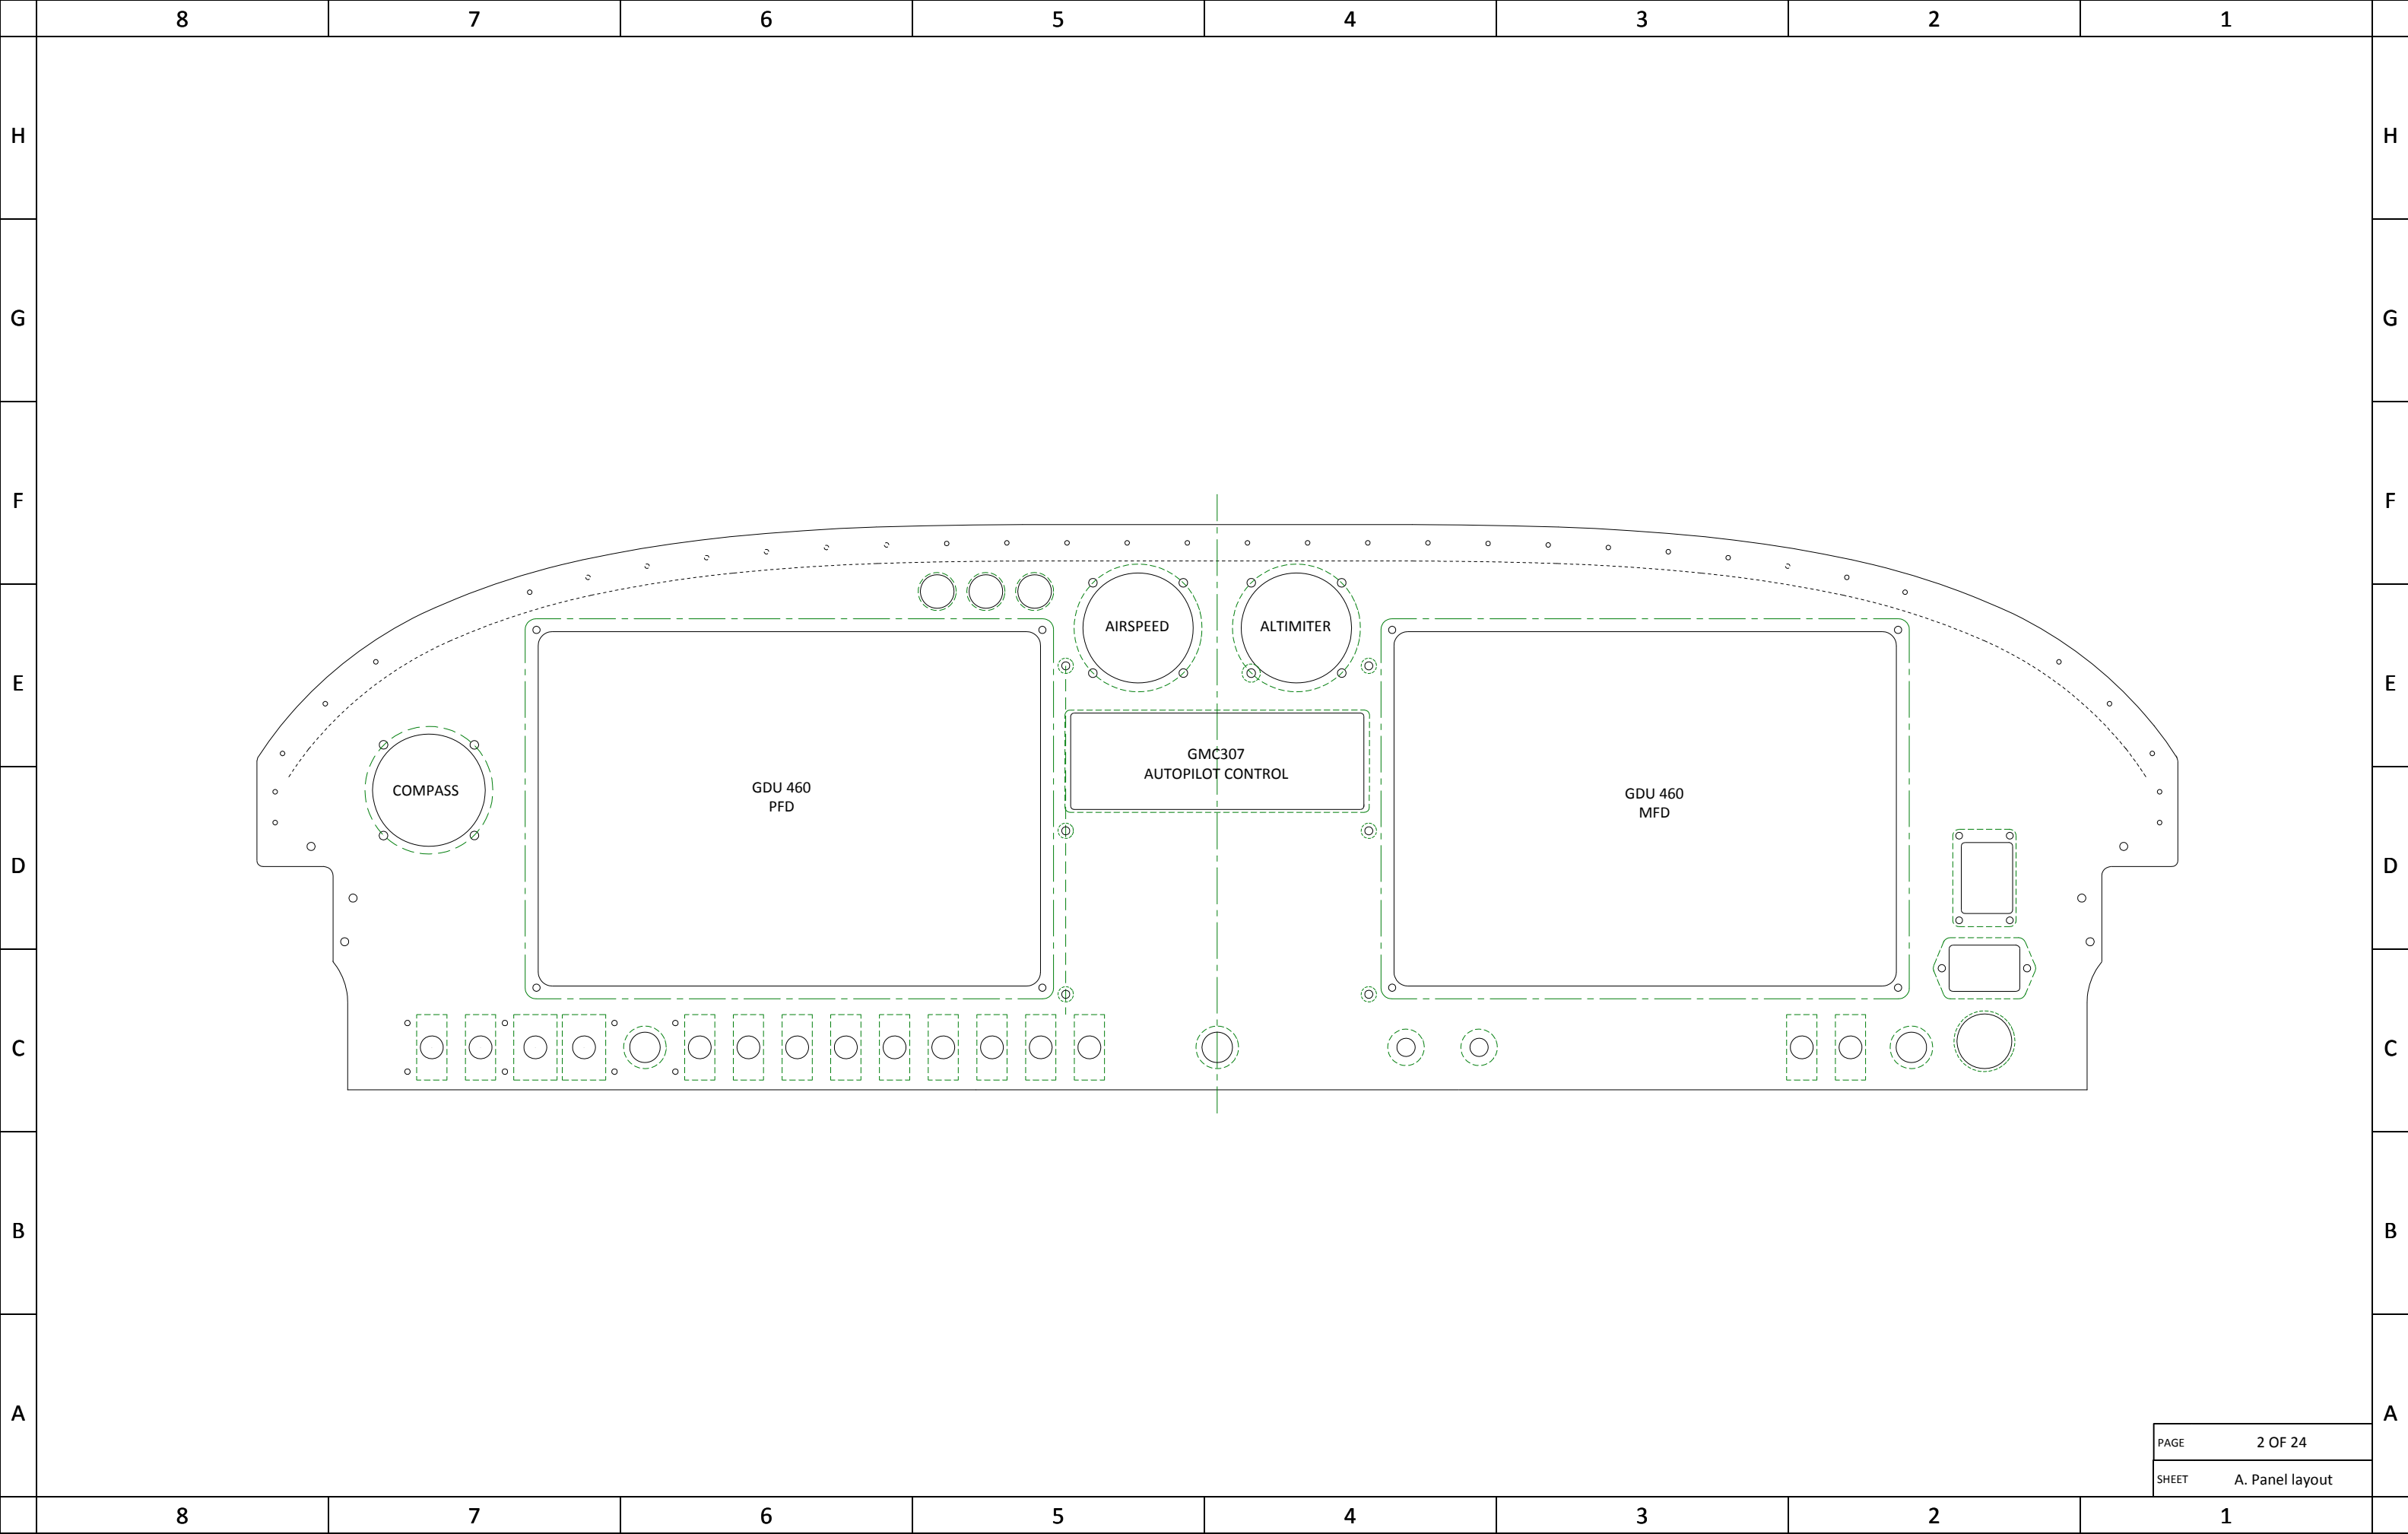 8 7 6 5 4 3 2 1
H H
G G
F F
AIRSPEED ALTIMITER
E E
GMC307
AUTOPILOT CONTROL
COMPASS
GDU 460
PFD
GDU 460
MFD
D D
C C
B B
A A
PAGE 2 OF 24
SHEET A. Panel layout
8 7 6 5 4 3 2 1